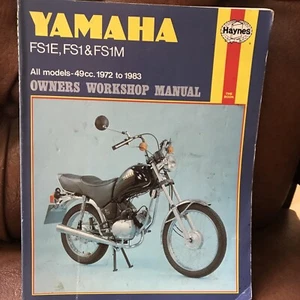 YAMAHA
Haynes
FS1E, FS1 & FS1M
All models - 49cc. 1972 to 1983
OWNERS WORKSHOP MANUAL